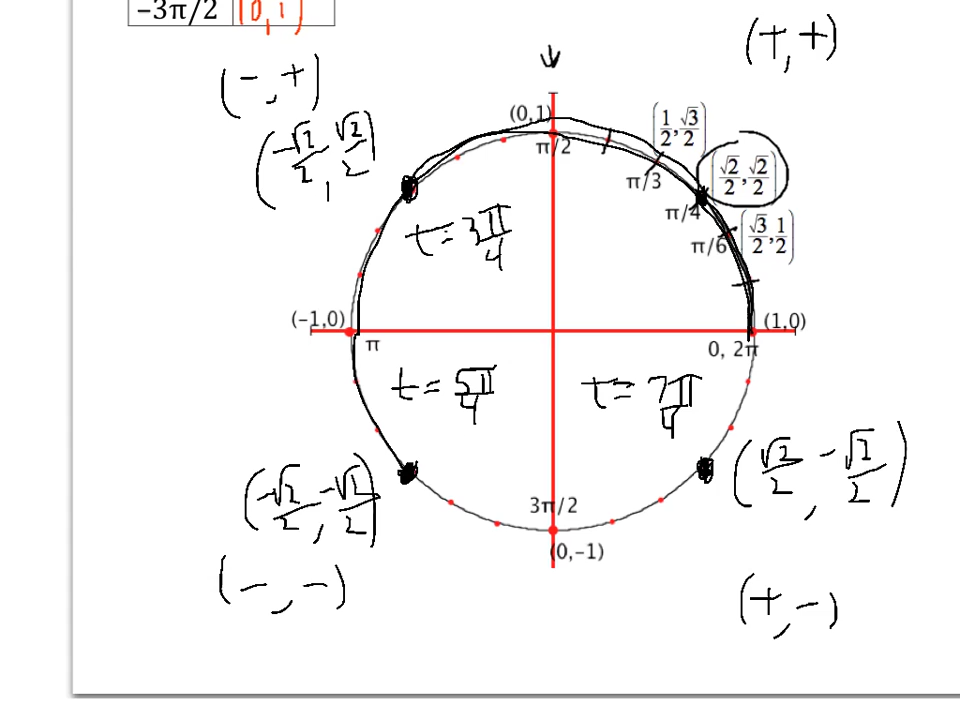 −3π/2 (0,1)
(+,+)
(-,+)
(0,1)
(1/2, √3/2)
(-√2/2, √2/2)
π/2
(√2/2, √2/2)
π/3
π/4
t = 3π/4
π/6 (√3/2, 1/2)
(−1,0) (1,0)
π 0, 2π
t = 5π/4 t = 7π/4
(√2/2, -√2/2)
(-√2/2, -√2/2)
3π/2
(0,−1)
(-,-) (+,-)